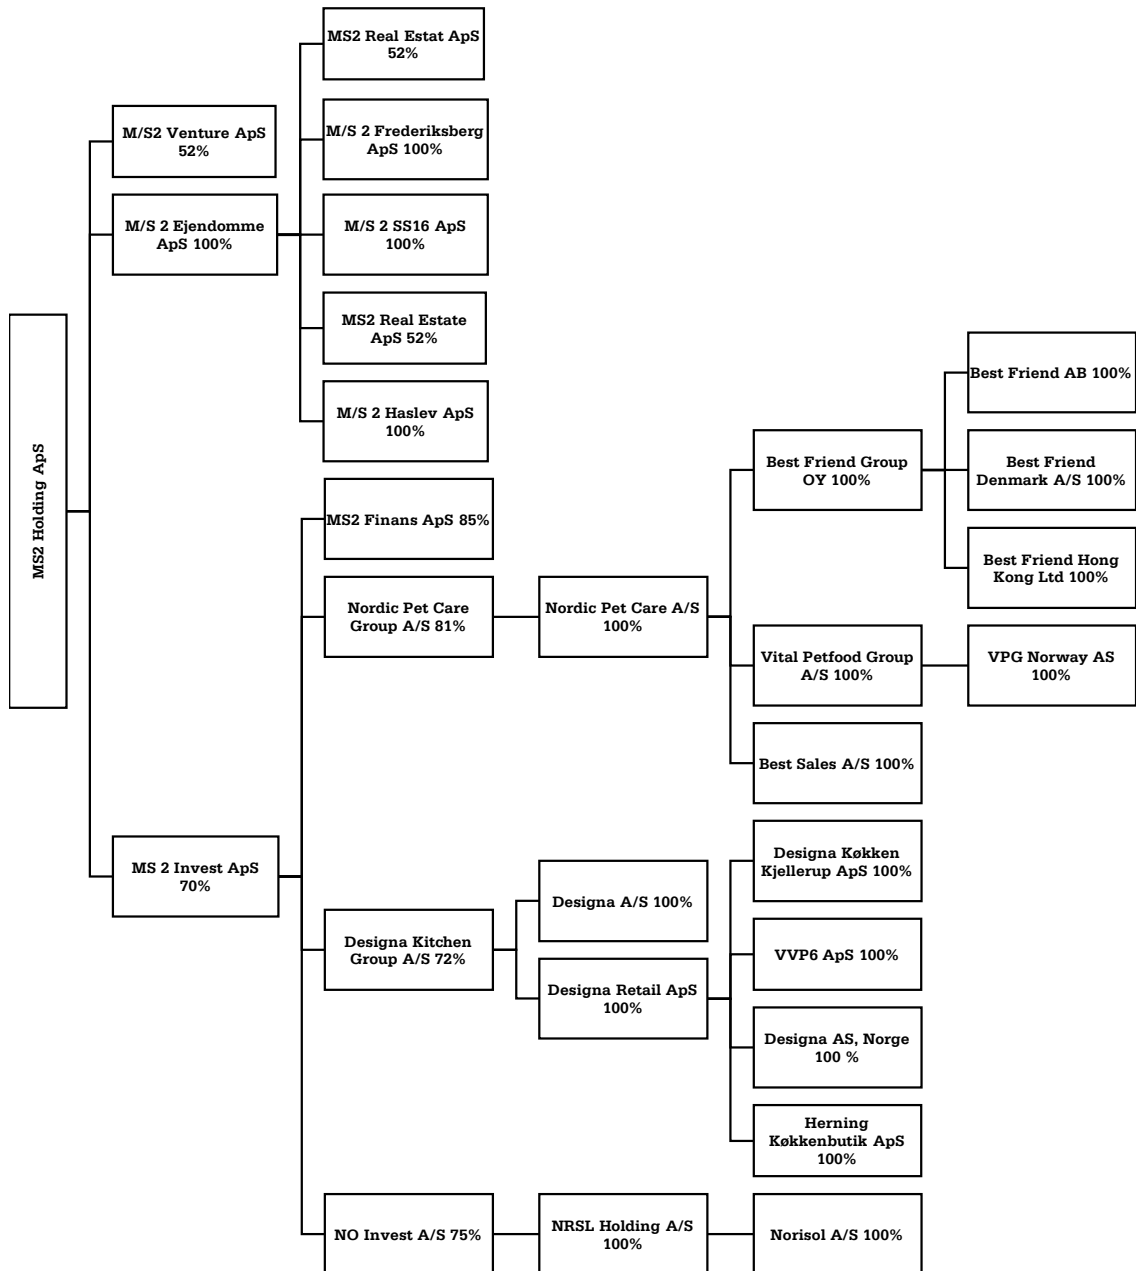 MS2 Holding ApS
M/S2 Venture ApS
52%
M/S 2 Ejendomme
ApS 100%
MS2 Real Estat ApS
52%
M/S 2 Frederiksberg
ApS 100%
M/S 2 SS16 ApS
100%
MS2 Real Estate
ApS 52%
M/S 2 Haslev ApS
100%
MS 2 Invest ApS
70%
MS2 Finans ApS 85%
Nordic Pet Care
Group A/S 81%
Nordic Pet Care A/S
100%
Best Friend Group
OY 100%
Best Friend AB 100%
Best Friend
Denmark A/S 100%
Best Friend Hong
Kong Ltd 100%
Vital Petfood Group
A/S 100%
VPG Norway AS
100%
Best Sales A/S 100%
Designa Kitchen
Group A/S 72%
Designa A/S 100%
Designa Retail ApS
100%
Designa Køkken
Kjellerup ApS 100%
VVP6 ApS 100%
Designa AS, Norge
100 %
Herning
Køkkenbutik ApS
100%
NO Invest A/S 75%
NRSL Holding A/S
100%
Norisol A/S 100%